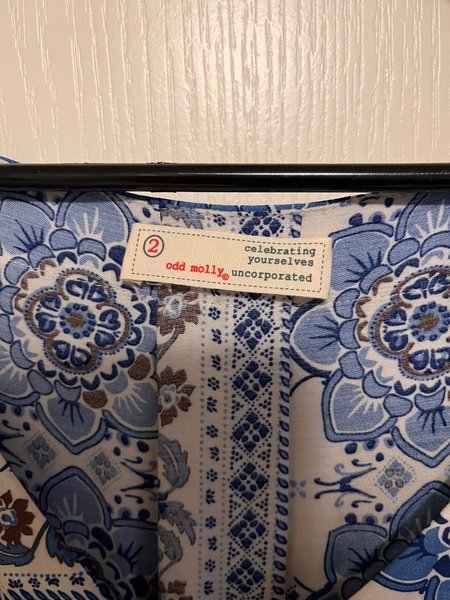 2
celebrating
yourselves
odd molly® uncorporated